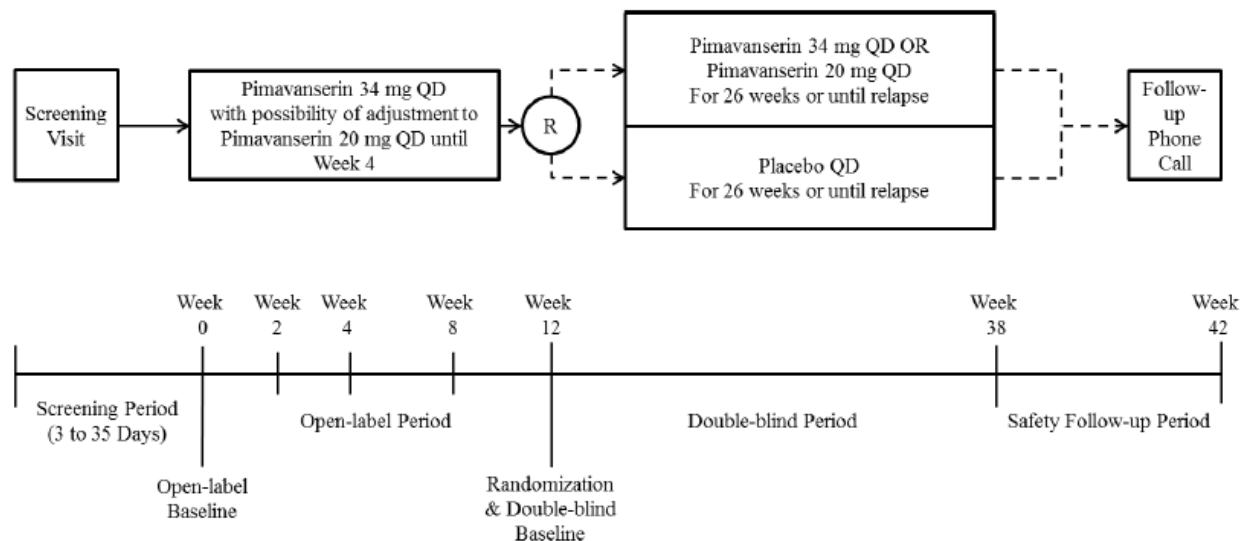 Screening
Visit
Pimavanserin 34 mg QD
with possibility of adjustment to
Pimavanserin 20 mg QD until
Week 4
R
Pimavanserin 34 mg QD OR
Pimavanserin 20 mg QD
For 26 weeks or until relapse
Placebo QD
For 26 weeks or until relapse
Follow-
up
Phone
Call
Week
0
Week
2
Week
4
Week
8
Week
12
Week
38
Week
42
Screening Period
(3 to 35 Days)
Open-label Period
Double-blind Period
Safety Follow-up Period
Open-label
Baseline
Randomization
& Double-blind
Baseline